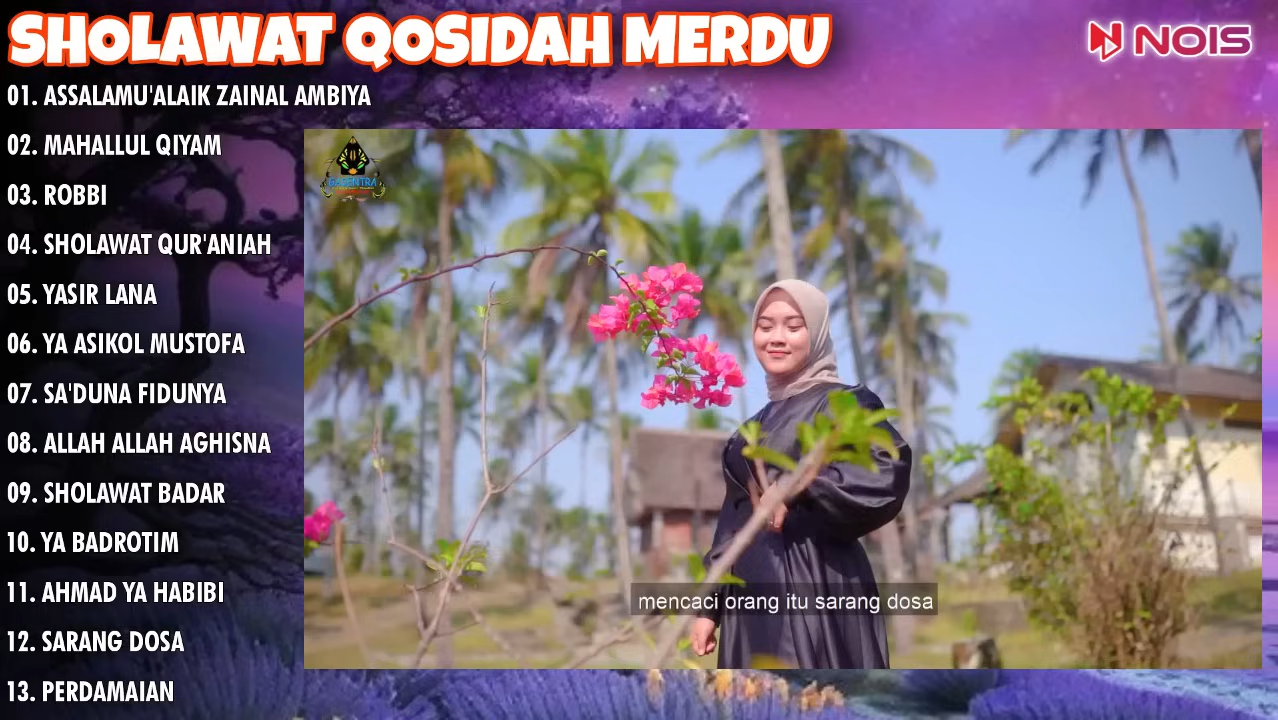 SHOLAWAT QOSIDAH MERDU
NOIS
01. ASSALAMU'ALAIK ZAINAL AMBIYA
02. MAHALLUL QIYAM
03. ROBBI
04. SHOLAWAT QUR'ANIAH
05. YASIR LANA
06. YA ASIKOL MUSTOFA
07. SA'DUNA FIDUNYA
08. ALLAH ALLAH AGHISNA
09. SHOLAWAT BADAR
10. YA BADROTIM
11. AHMAD YA HABIBI
12. SARANG DOSA
13. PERDAMAIAN
mencaci orang itu sarang dosa